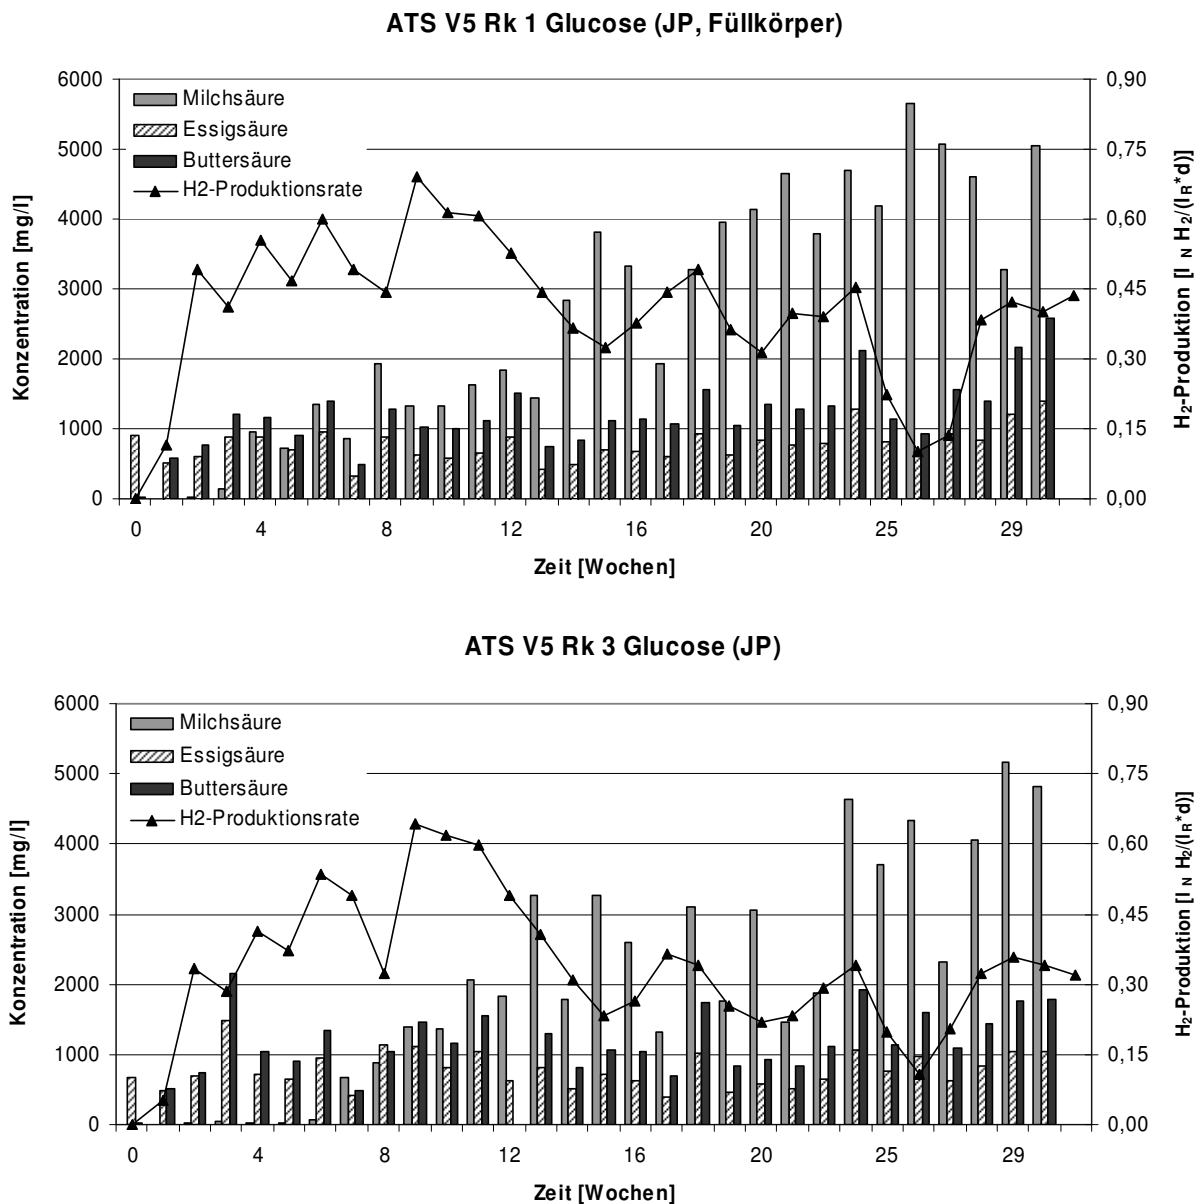 ATS V5 Rk 1 Glucose (JP, Füllkörper)
Konzentration [mg/l]
6000
5000
4000
3000
2000
1000
0
Milchsäure
Essigsäure
Buttersäure
H2-Produktionsrate
0,90
0,75
0,60
0,45
0,30
0,15
0,00
H2-Produktion [l N H2/(lR*d)]
0 4 8 12 16 20 25 29
Zeit [Wochen]
ATS V5 Rk 3 Glucose (JP)
Konzentration [mg/l]
6000
5000
4000
3000
2000
1000
0
Milchsäure
Essigsäure
Buttersäure
H2-Produktionsrate
0,90
0,75
0,60
0,45
0,30
0,15
0,00
H2-Produktion [l N H2/(lR*d)]
0 4 8 12 16 20 25 29
Zeit [Wochen]